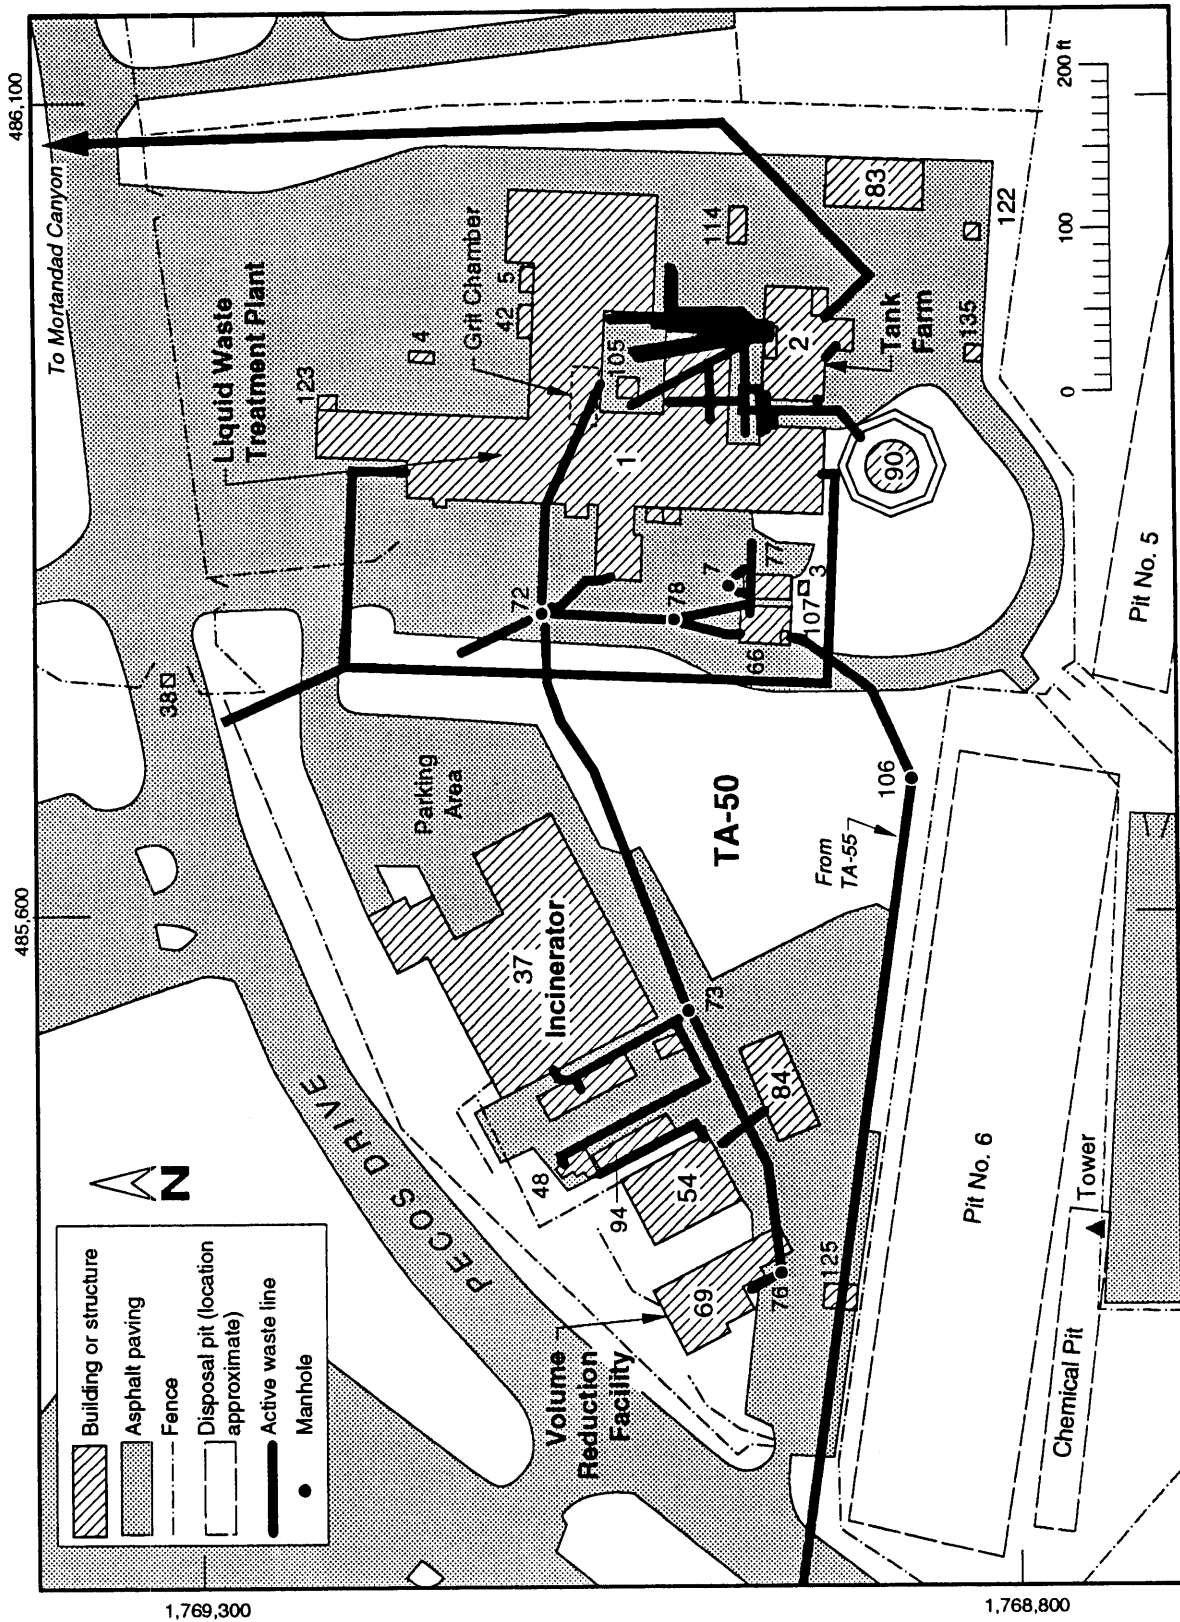 Building or structure
Asphalt paving
Fence
Disposal pit (location
approximate)
Active waste line
Manhole
N
PECOS DRIVE
1,769,300
1,768,800
485,600
486,100
To Mortandad Canyon
38
123
4
Liquid Waste
Treatment Plant
42
5
Grit Chamber
105
114
1
2
Tank
Farm
83
122
135
90
0
100
200 ft
72
78
7
77
3
107
66
106
From
TA-55
TA-50
Parking
Area
37
Incinerator
73
84
48
94
54
69
76
125
Volume
Reduction
Facility
Pit No. 5
Pit No. 6
Chemical Pit
Tower